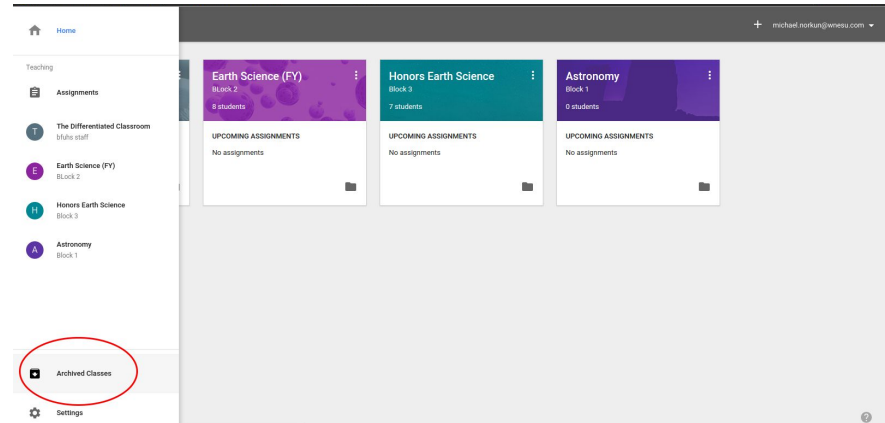 Home
michael.norkun@wnesu.com
Teaching
Assignments
T
The Differentiated Classroom
bfuhs staff
E
Earth Science (FY)
BLock 2
H
Honors Earth Science
Block 3
A
Astronomy
Block 1
Archived Classes
Settings
Earth Science (FY)
BLock 2
8 students
UPCOMING ASSIGNMENTS
No assignments
Honors Earth Science
Block 3
7 students
UPCOMING ASSIGNMENTS
No assignments
Astronomy
Block 1
0 students
UPCOMING ASSIGNMENTS
No assignments